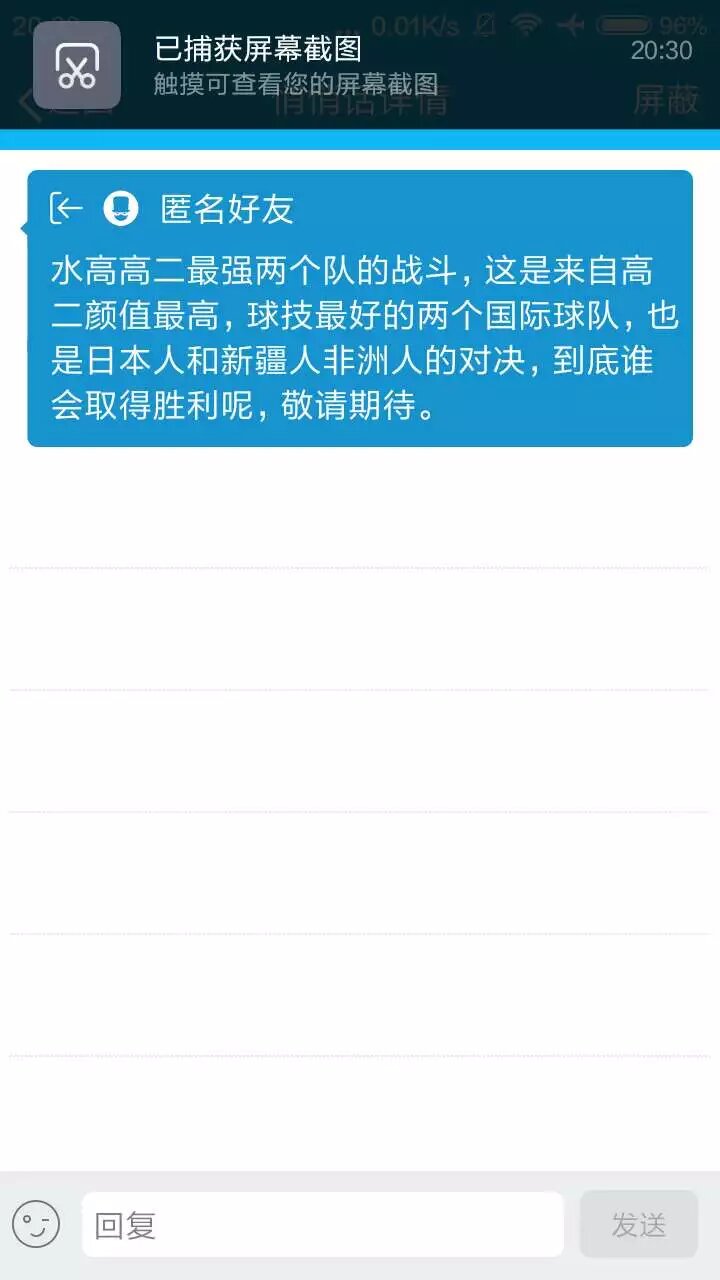 0.01K/s 96%
已捕获屏幕截图
20:30
触摸可查看您的屏幕截图
悄悄话详情
屏蔽
匿名好友
水高高二最强两个队的战斗，这是来自高
二颜值最高，球技最好的两个国际球队，也
是日本人和新疆人非洲人的对决，到底谁
会取得胜利呢，敬请期待。
回复
发送